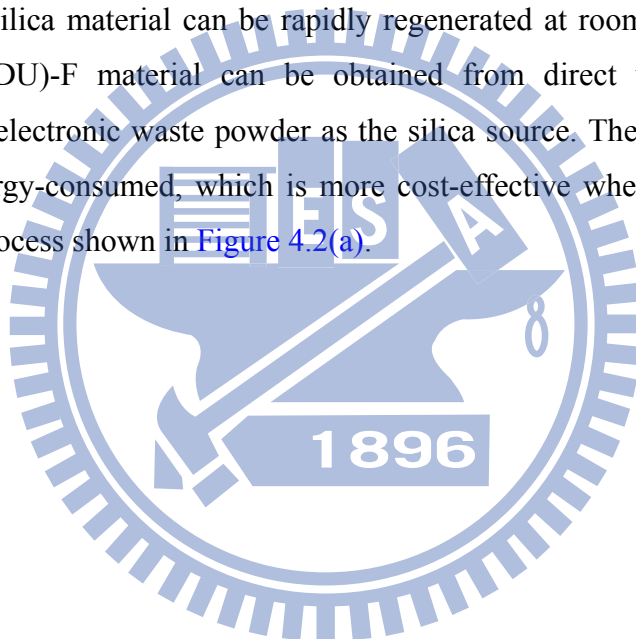 ilica material can be rapidly regenerated at room
DU)-F material can be obtained from direct
electronic waste powder as the silica source. The
rgy-consumed, which is more cost-effective whe
ocess shown in Figure 4.2(a).
E S A
1896